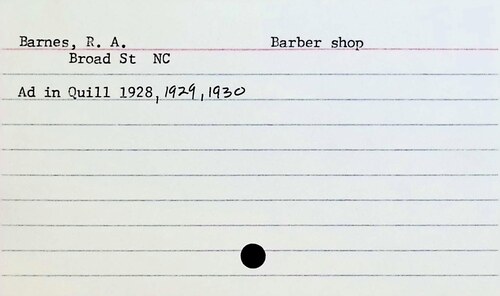 Barnes, R. A. Barber shop
Broad St NC
Ad in Quill 1928, 1929, 1930